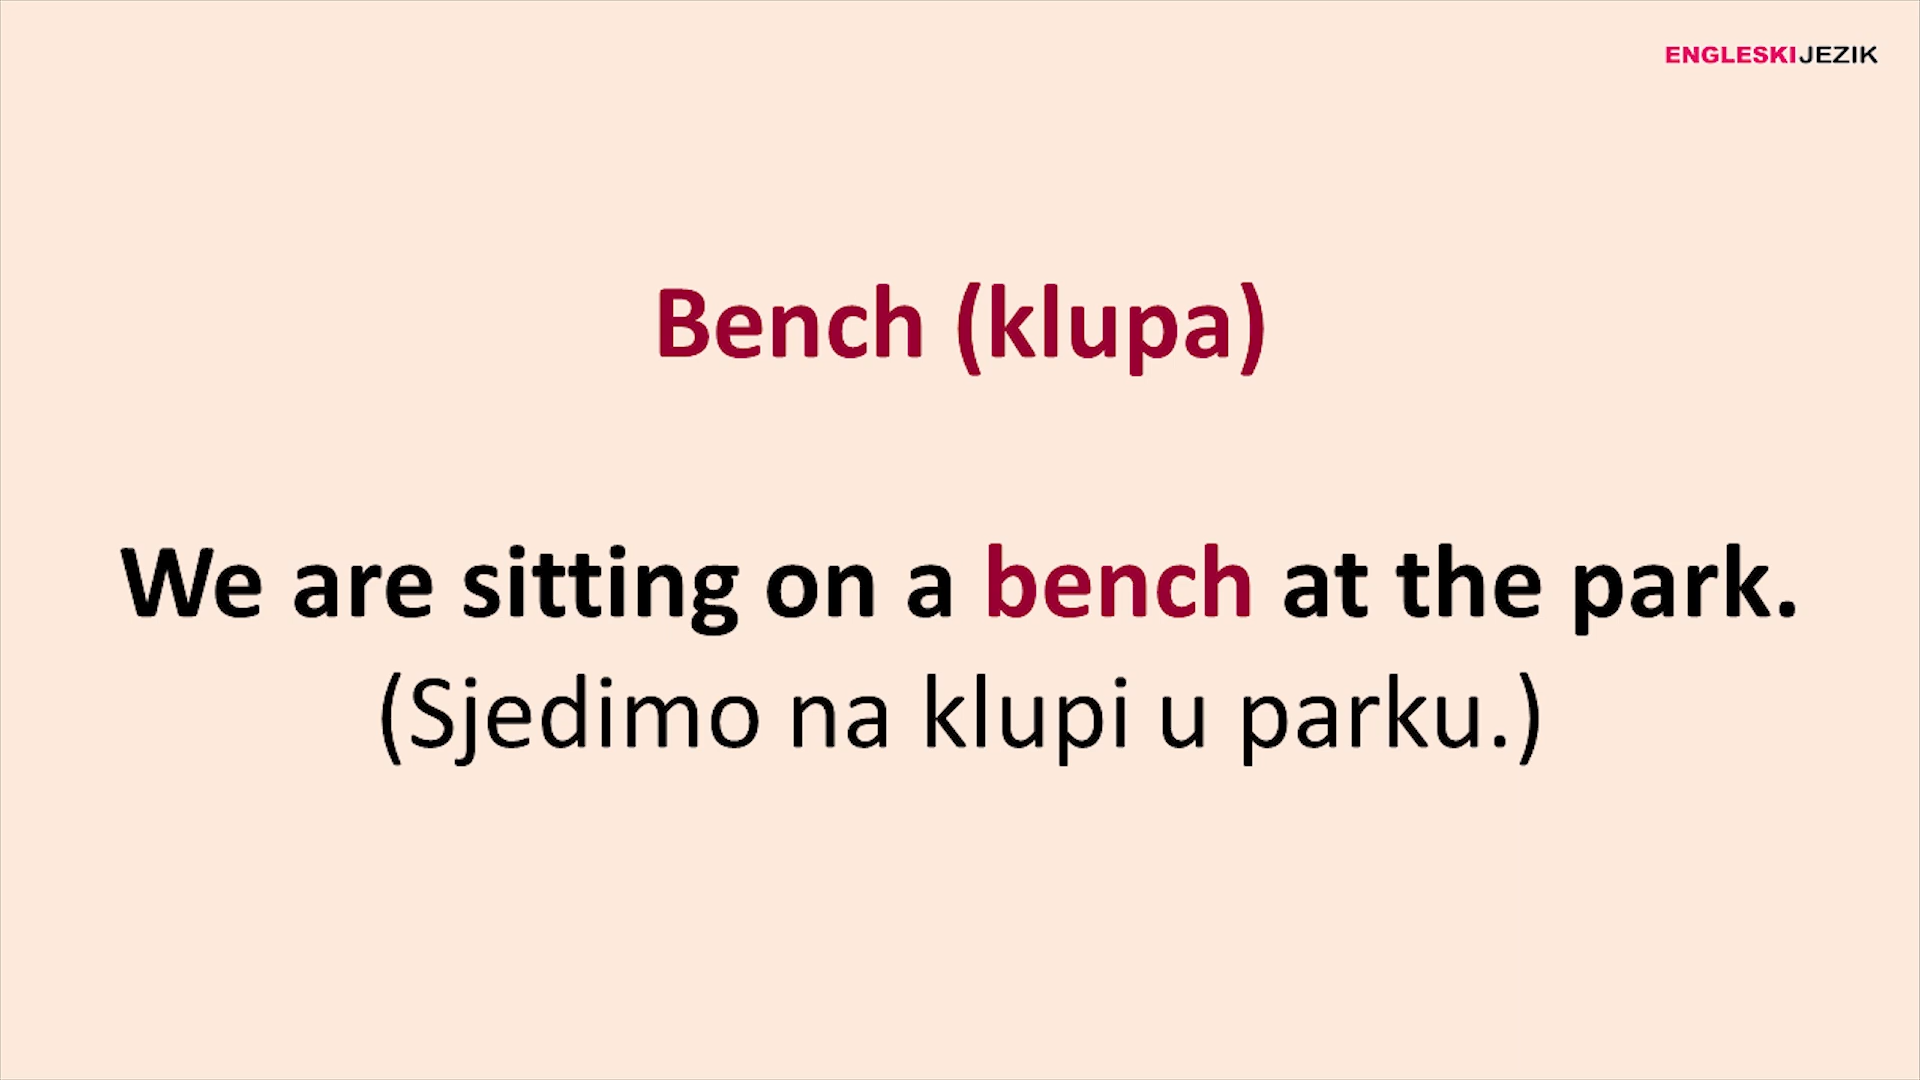 ENGLESKIJEZIK
Bench (klupa)
We are sitting on a bench at the park.
(Sjedimo na klupi u parku.)